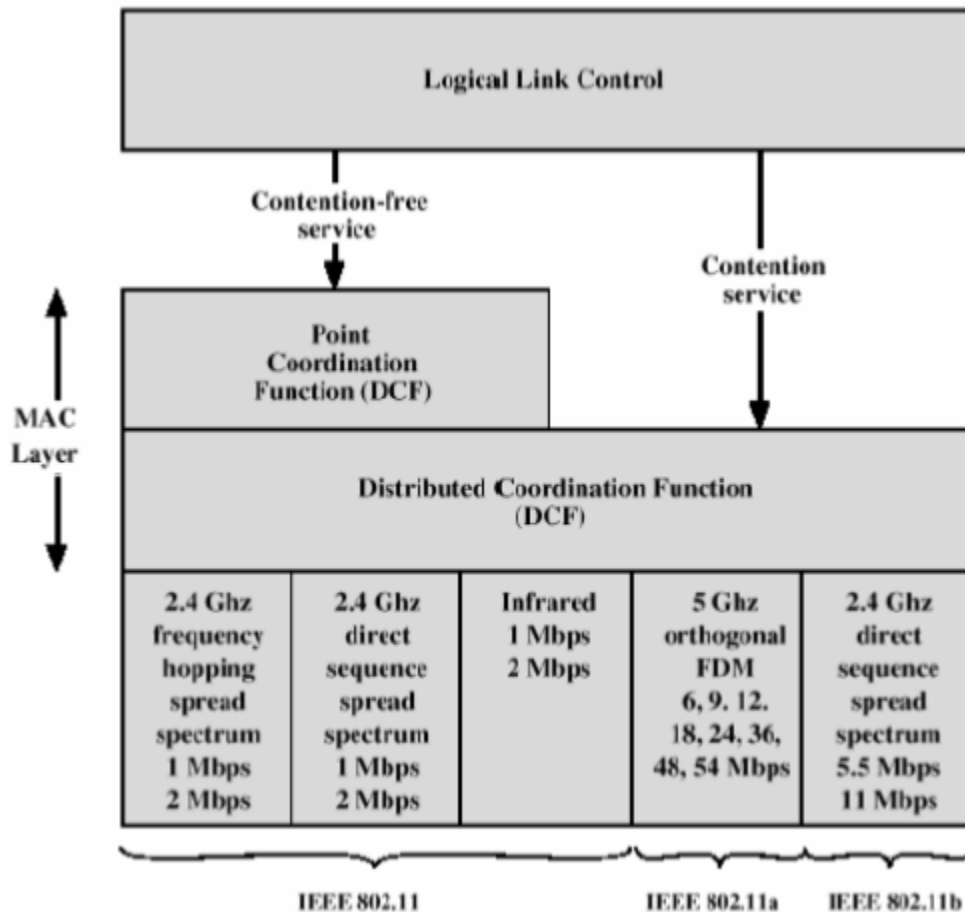 Logical Link Control
Contention-free
service
Contention
service
Point
Coordination
Function (DCF)
MAC
Layer
Distributed Coordination Function
(DCF)
2.4 Ghz
frequency
hopping
spread
spectrum
1 Mbps
2 Mbps
2.4 Ghz
direct
sequence
spread
spectrum
1 Mbps
2 Mbps
Infrared
1 Mbps
2 Mbps
5 Ghz
orthogonal
FDM
6, 9. 12.
18, 24, 36,
48, 54 Mbps
2.4 Ghz
direct
sequence
spread
spectrum
5.5 Mbps
11 Mbps
IEEE 802.11
IEEE 802.11a
IEEE 802.11b